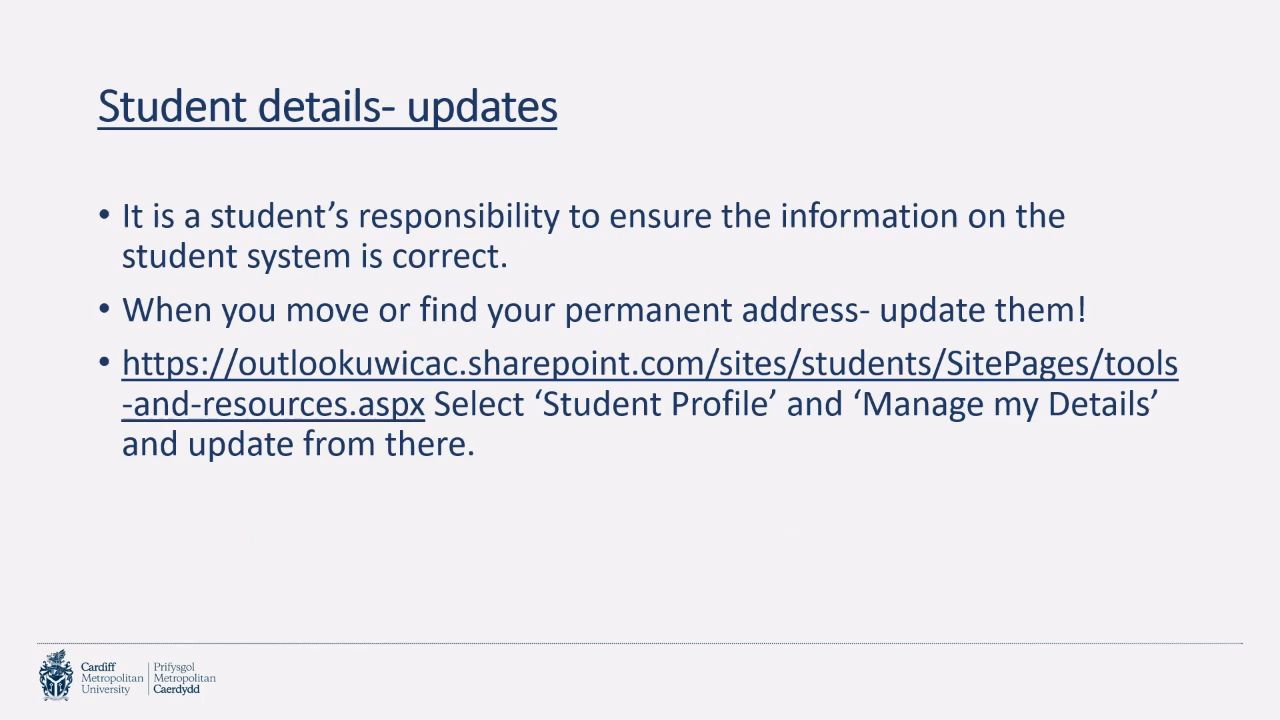 Student details- updates
• It is a student’s responsibility to ensure the information on the
student system is correct.
• When you move or find your permanent address- update them!
• https://outlookuwicac.sharepoint.com/sites/students/SitePages/tools
-and-resources.aspx Select ‘Student Profile’ and ‘Manage my Details’
and update from there.
Cardiff
Metropolitan
University
Prifysgol
Metropolitan
Caerdydd